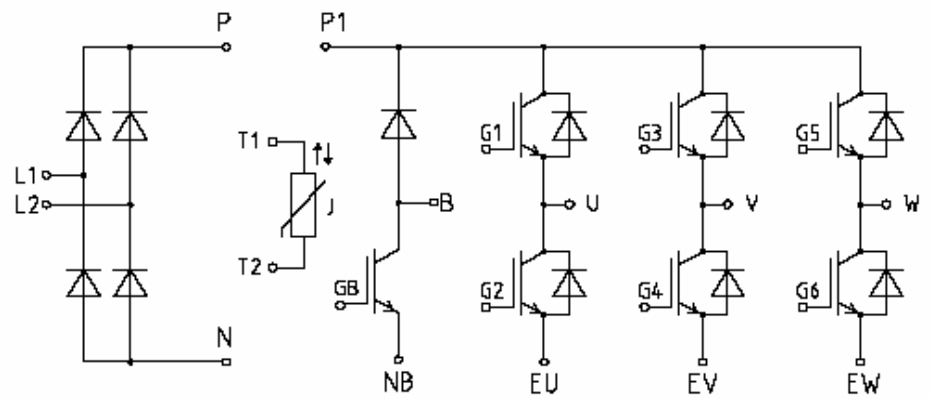 P P1
T1 G1 G3 G5
L1
L2 J B U V W
T2
GB G2 G4 G6
N
NB EU EV EW